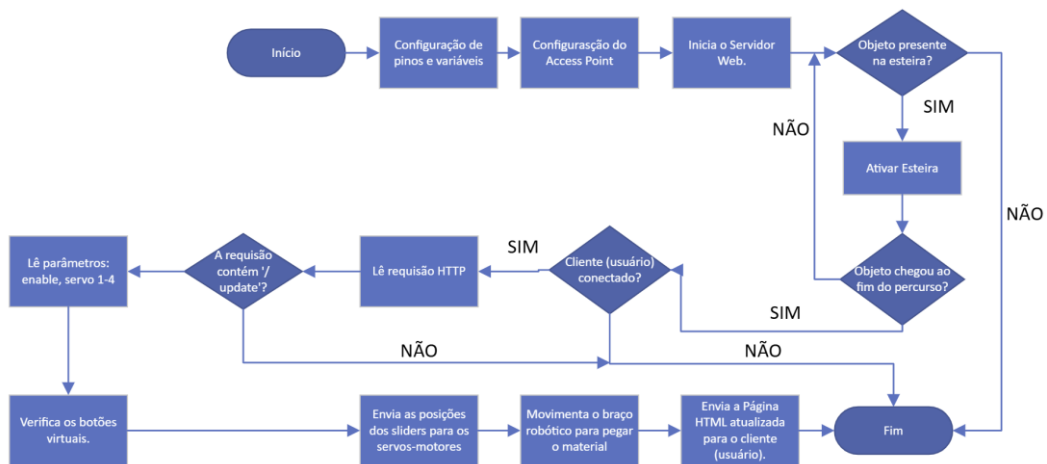 Início
Configuração de
pinos e variáveis
Configurasção do
Access Point
Inicia o Servidor
Web.
Objeto presente
na esteira?
SIM
NÃO
Ativar Esteira
NÃO
Objeto chegou ao
fim do percurso?
SIM
Cliente (usuário)
conectado?
SIM
Lê requisão HTTP
A requisão
contém '/
update'?
Lê parâmetros:
enable, servo 1-4
NÃO
NÃO
Verifica os botões
virtuais.
Envia as posições
dos sliders para os
servos-motores
Movimenta o braço
robótico para pegar
o material
Envia a Página
HTML atualizada
para o cliente
(usuário).
Fim